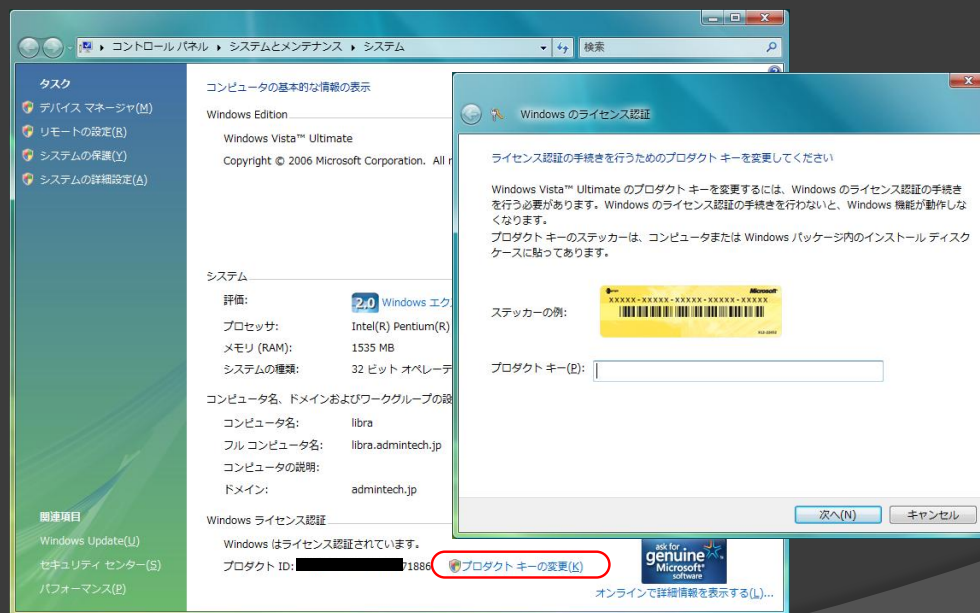 コントロール パネル ▸ システムとメンテナンス ▸ システム
検索
タスク
デバイス マネージャ(M)
リモートの設定(R)
システムの保護(Y)
システムの詳細設定(A)
関連項目
Windows Update(U)
セキュリティ センター(S)
パフォーマンス(P)
コンピュータの基本的な情報の表示
Windows Edition
Windows Vista™ Ultimate
Copyright © 2006 Microsoft Corporation. All r
システム
評価:
2.0 Windows エク
プロセッサ: Intel(R) Pentium(R)
メモリ (RAM): 1535 MB
システムの種類: 32 ビット オペレーテ
コンピュータ名、ドメインおよびワークグループの設
コンピュータ名: libra
フル コンピュータ名: libra.admintech.jp
コンピュータの説明:
ドメイン: admintech.jp
Windows ライセンス認証
Windows はライセンス認証されています。
プロダクト ID: 71886 プロダクト キーの変更(K)
ask for
genuine
Microsoft
software
オンラインで詳細情報を表示する(L)...
Windows のライセンス認証
ライセンス認証の手続きを行うためのプロダクト キーを変更してください
Windows Vista™ Ultimate のプロダクト キーを変更するには、Windows のライセンス認証の手続き
を行う必要があります。Windows のライセンス認証の手続きを行わないと、Windows 機能が動作しな
くなります。
プロダクト キーのステッカーは、コンピュータまたは Windows パッケージ内のインストール ディスク
ケースに貼ってあります。
ステッカーの例:
Microsoft
XXXXX-XXXXX-XXXXX-XXXXX-XXXXX
プロダクト キー(P):
次へ(N)
キャンセル